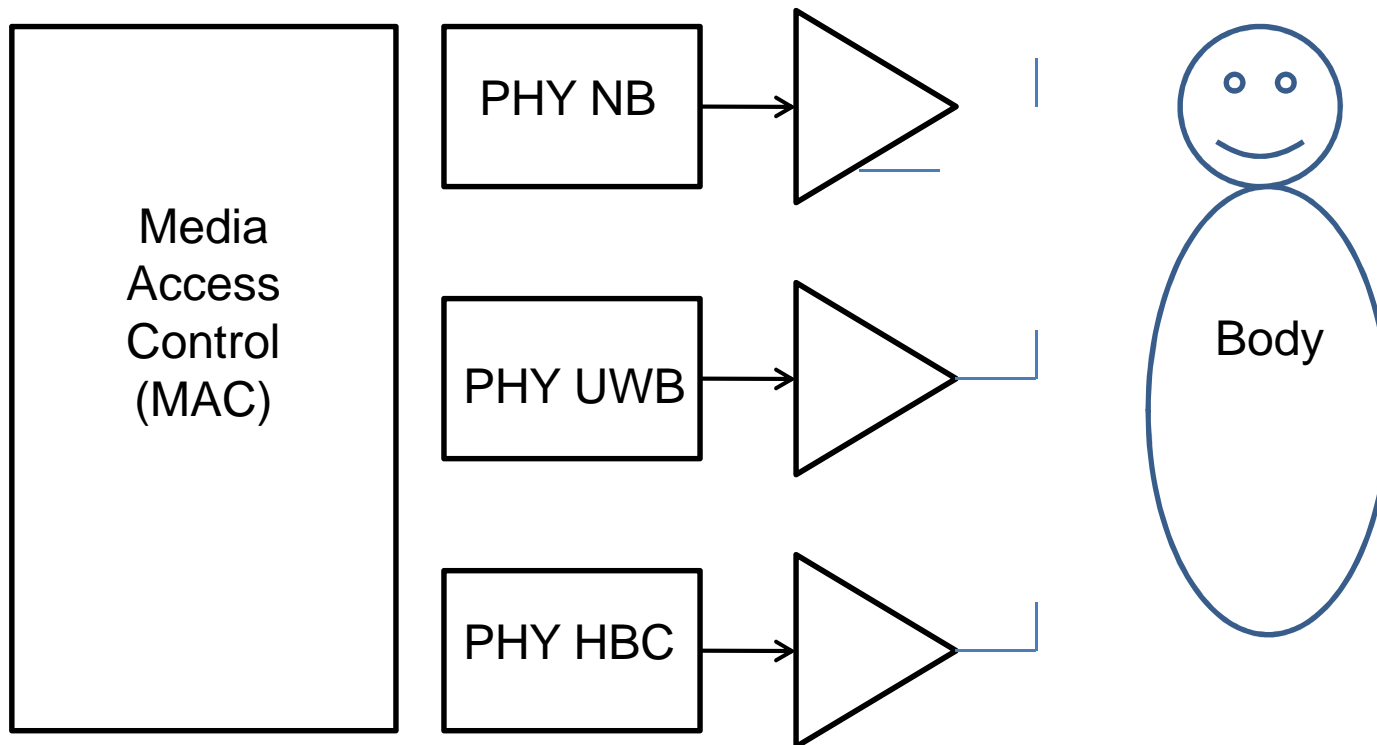 Media
Access
Control
(MAC)
PHY NB
PHY UWB
PHY HBC
Body